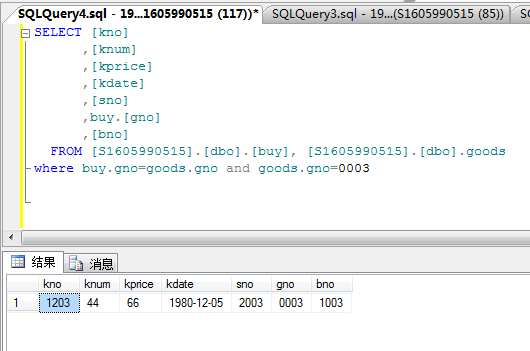 SQLQuery4.sql - 19...1605990515 (117))* SQLQuery3.sql - 19...(S1605990515 (85))
SELECT [kno]
,[knum]
,[kprice]
,[kdate]
,[sno]
,buy.[gno]
,[bno]
FROM [S1605990515].[dbo].[buy], [S1605990515].[dbo].goods
where buy.gno=goods.gno and goods.gno=0003
结果 消息
kno knum kprice kdate sno gno bno
1 1203 44 66 1980-12-05 2003 0003 1003